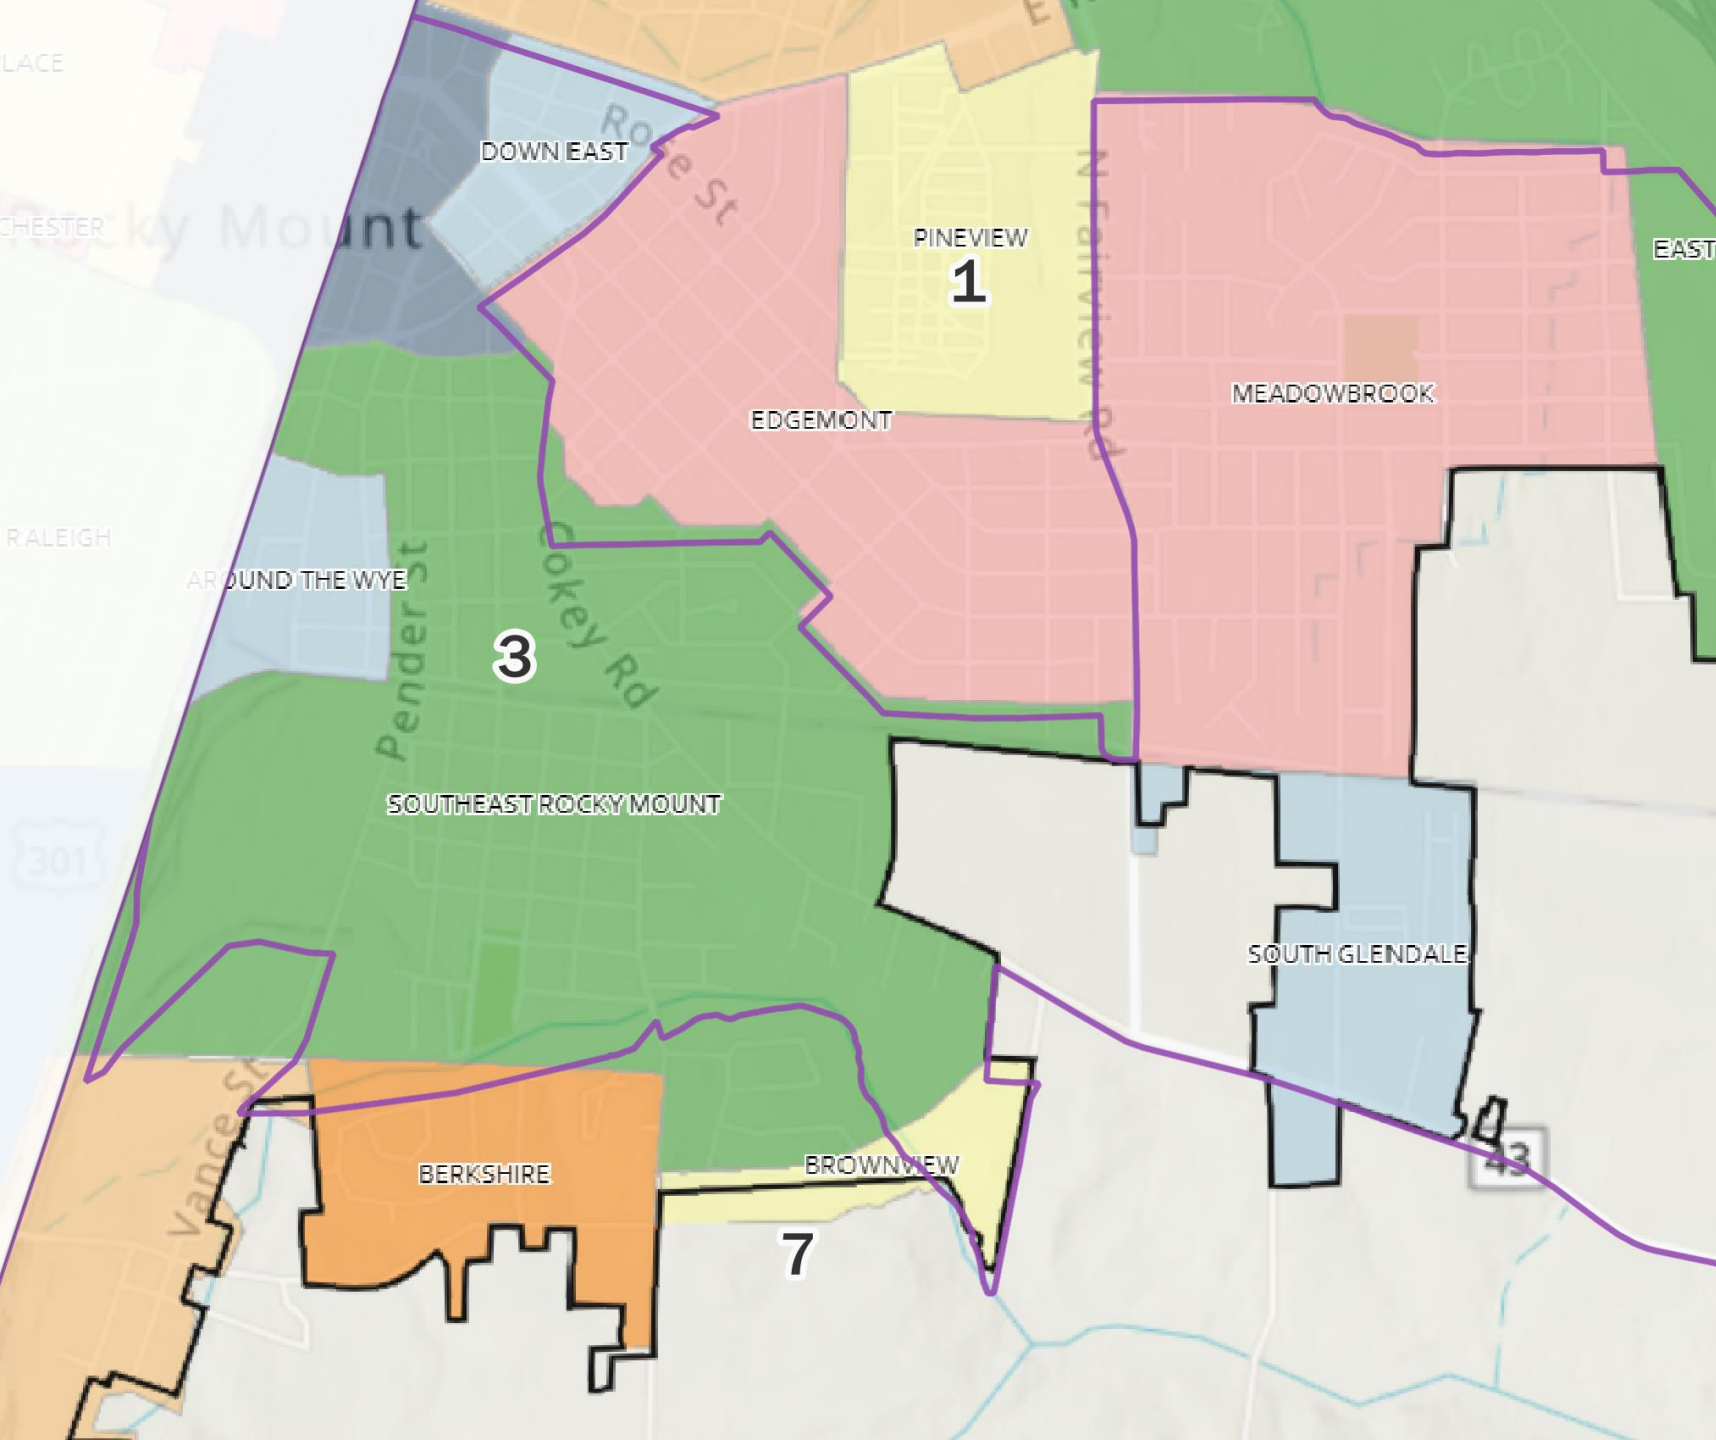 LACE
E
DOWN EAST
Rose St
CHESTER
Rocky Mount
PINEVIEW
1
N Fairview Rd
EAST
MEADOWBROOK
EDGEMONT
RALEIGH
AROUND THE WYE
Pender St
Cokey Rd
3
SOUTHEAST ROCKY MOUNT
301
SOUTH GLENDALE
Vance St
BERKSHIRE
BROWNVIEW
43
7